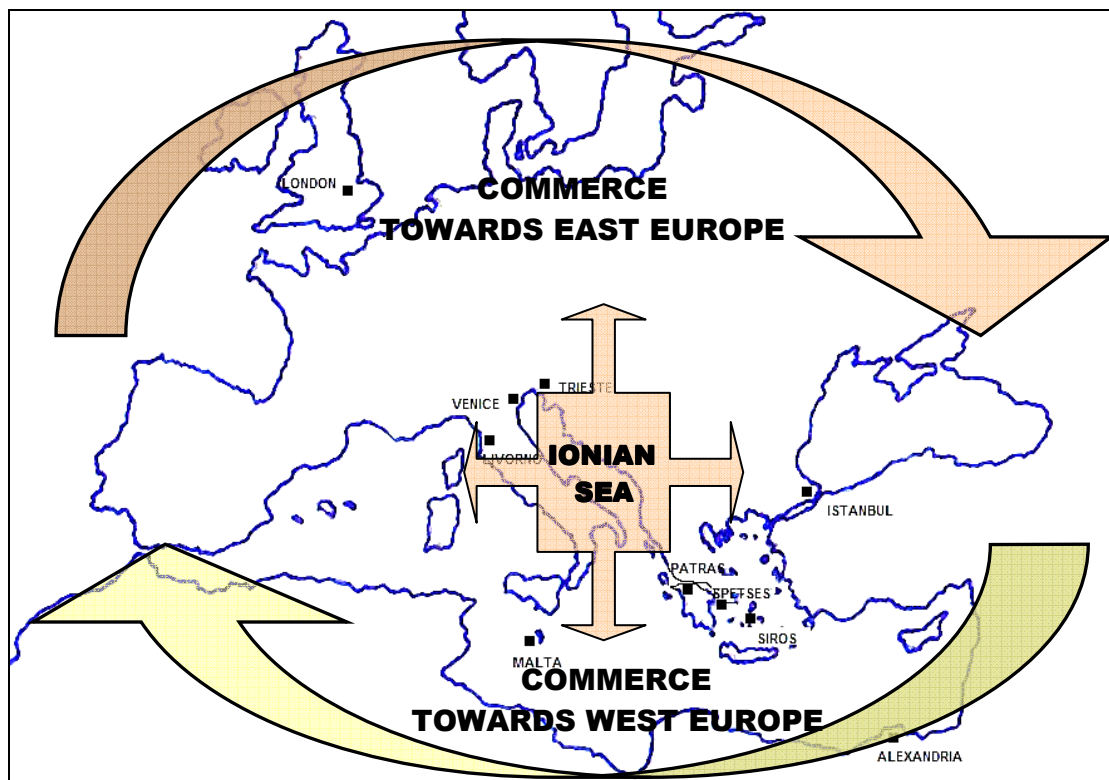 LONDON
COMMERCE
TOWARDS EAST EUROPE
TRIESTE
VENICE
LIVORNO
IONIAN
SEA
ISTANBUL
PATRAS
SPETSES
SIROS
MALTA
COMMERCE
TOWARDS WEST EUROPE
ALEXANDRIA